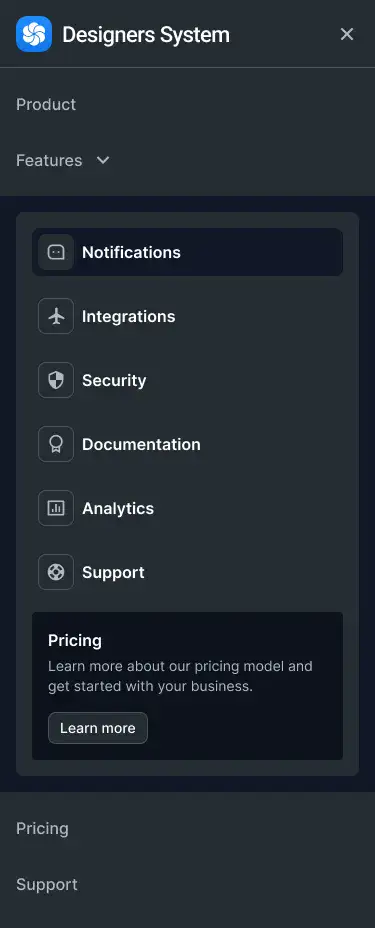 Designers System
Product
Features
Notifications
Integrations
Security
Documentation
Analytics
Support
Pricing
Learn more about our pricing model and
get started with your business.
Learn more
Pricing
Support